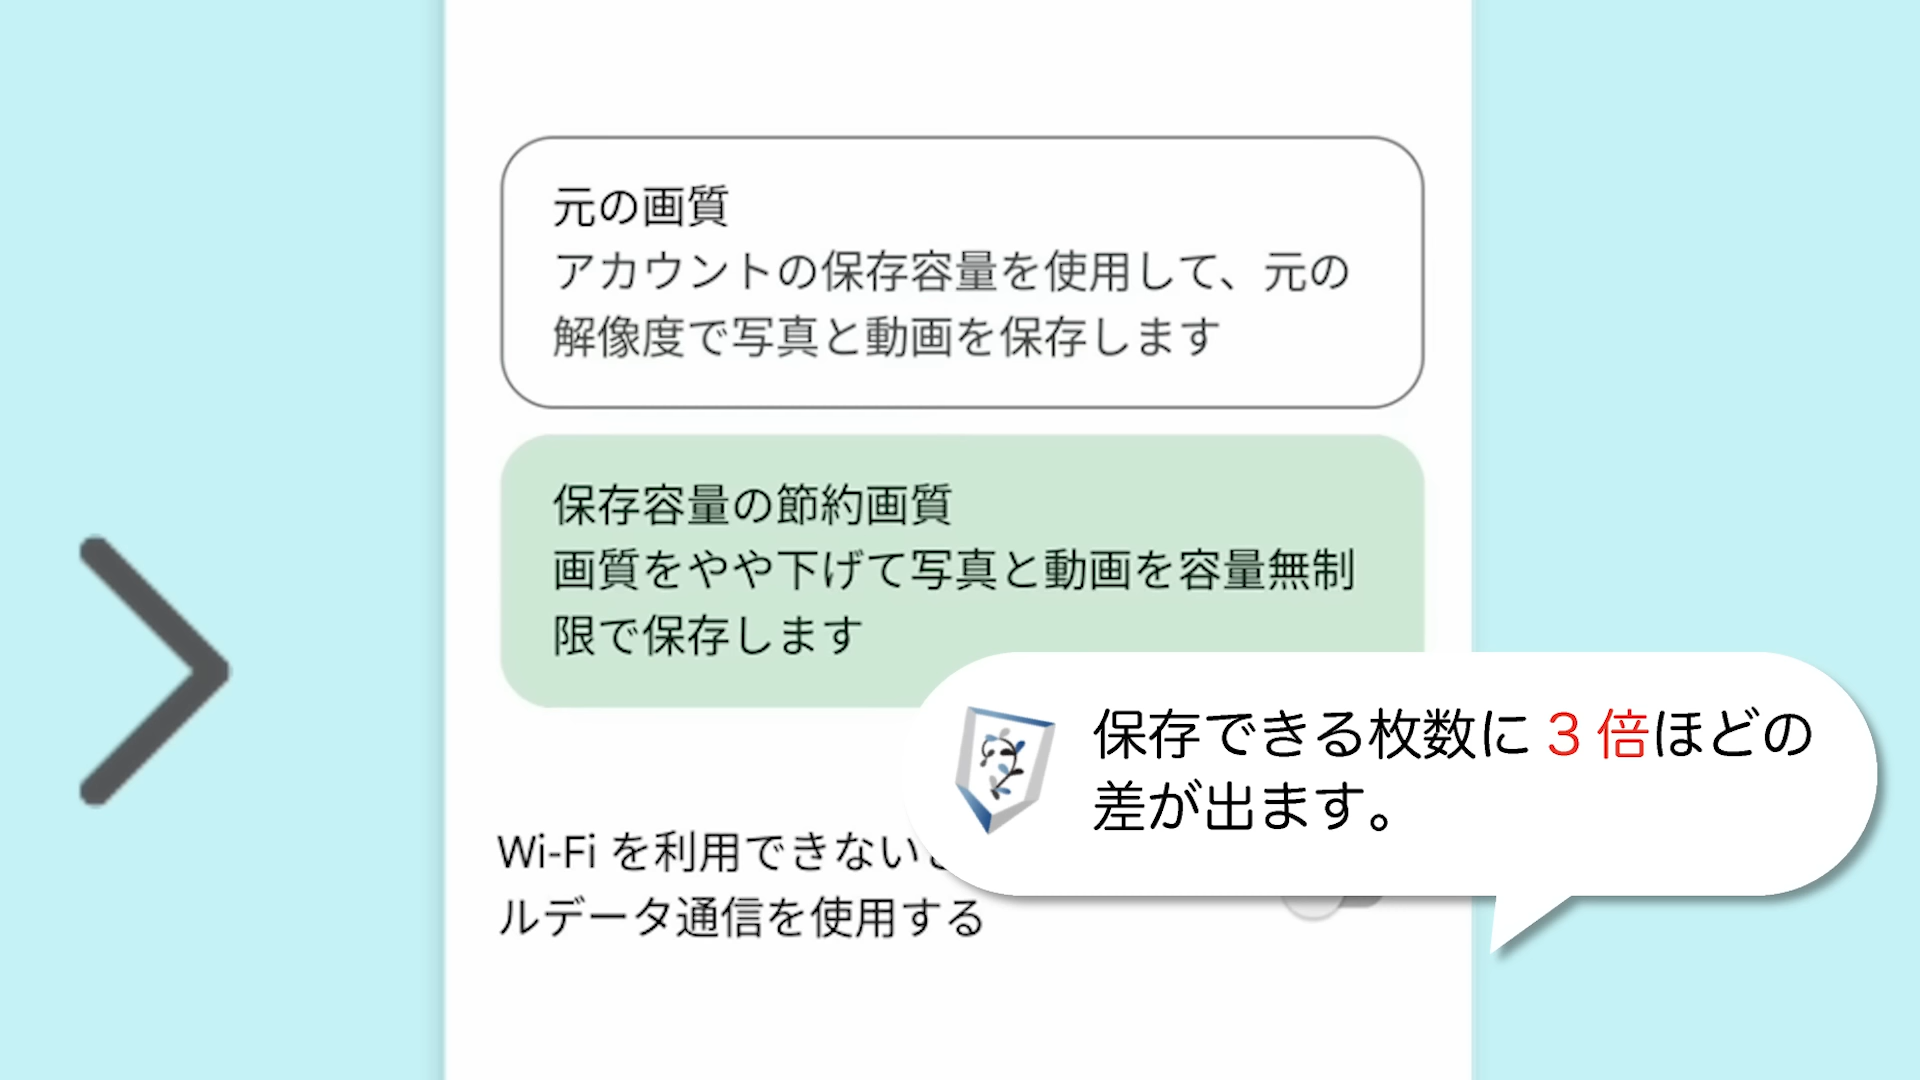 元の画質
アカウントの保存容量を使用して、元の
解像度で写真と動画を保存します
保存容量の節約画質
画質をやや下げて写真と動画を容量無制
限で保存します
保存できる枚数に3倍ほどの
差が出ます。
Wi-Fi を利用できない
ルデータ通信を使用する